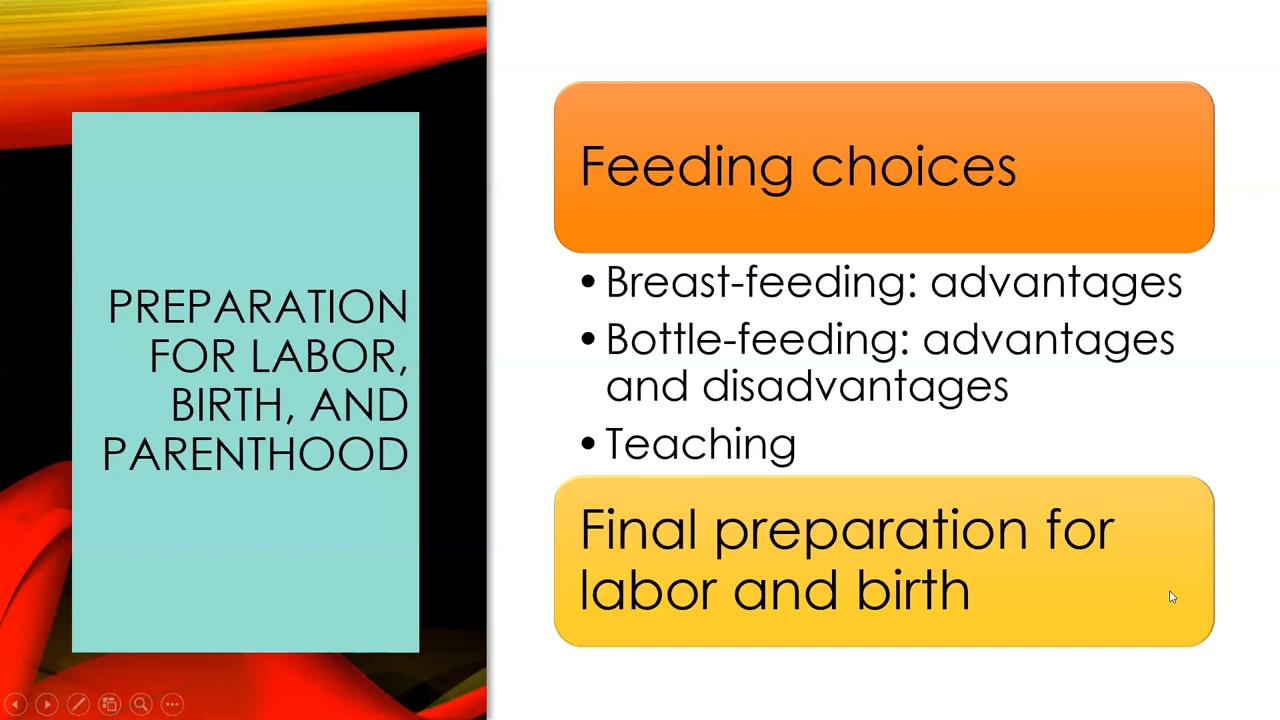 PREPARATION
FOR LABOR,
BIRTH, AND
PARENTHOOD
Feeding choices
• Breast-feeding: advantages
• Bottle-feeding: advantages
and disadvantages
• Teaching
Final preparation for
labor and birth